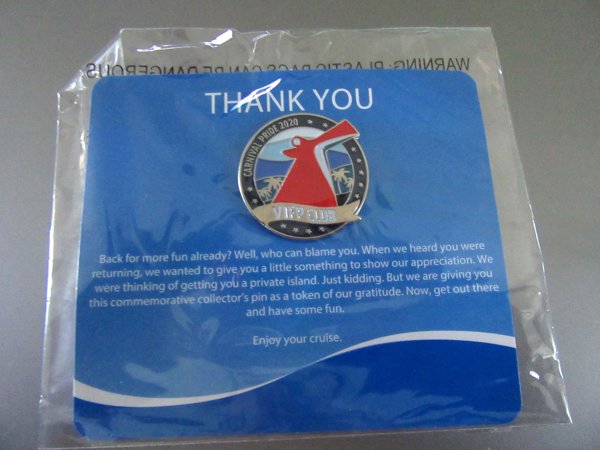 WARNING: PLASTIC BAGS CAN BE DANGEROUS
THANK YOU
CARNIVAL PRIDE 2020
VIFP CLUB
Back for more fun already? Well, who can blame you. When we heard you were
returning, we wanted to give you a little something to show our appreciation. We
were thinking of getting you a private island. Just kidding. But we are giving you
this commemorative collector's pin as a token of our gratitude. Now, get out there
and have some fun.
Enjoy your cruise.